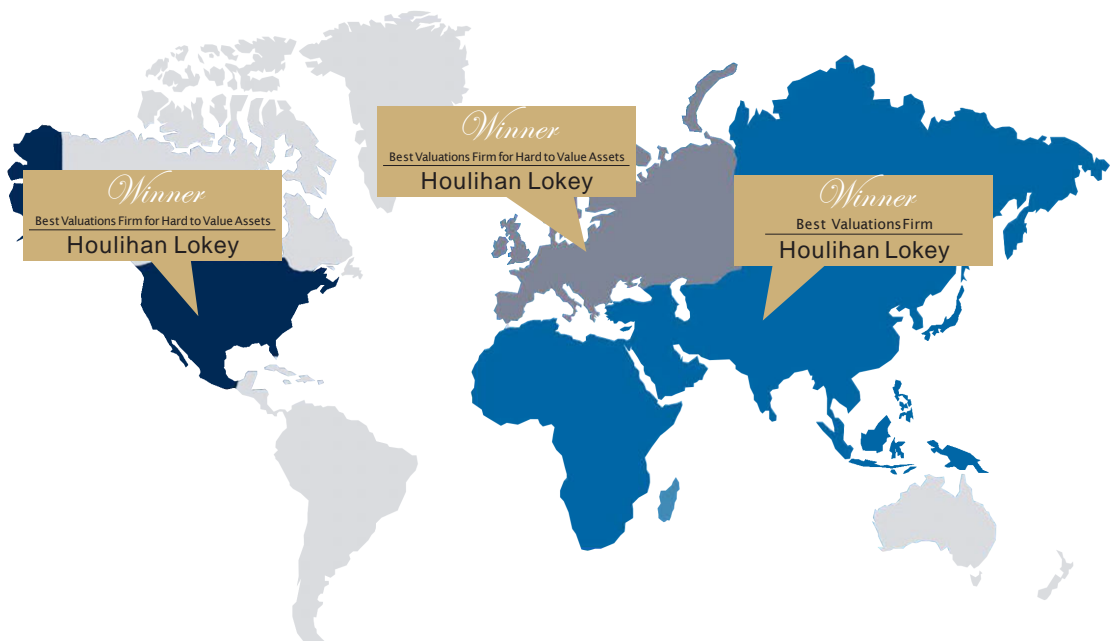 Winner
Best Valuations Firm for Hard to Value Assets
Houlihan Lokey
Winner
Best Valuations Firm for Hard to Value Assets
Houlihan Lokey
Winner
Best Valuations Firm
Houlihan Lokey